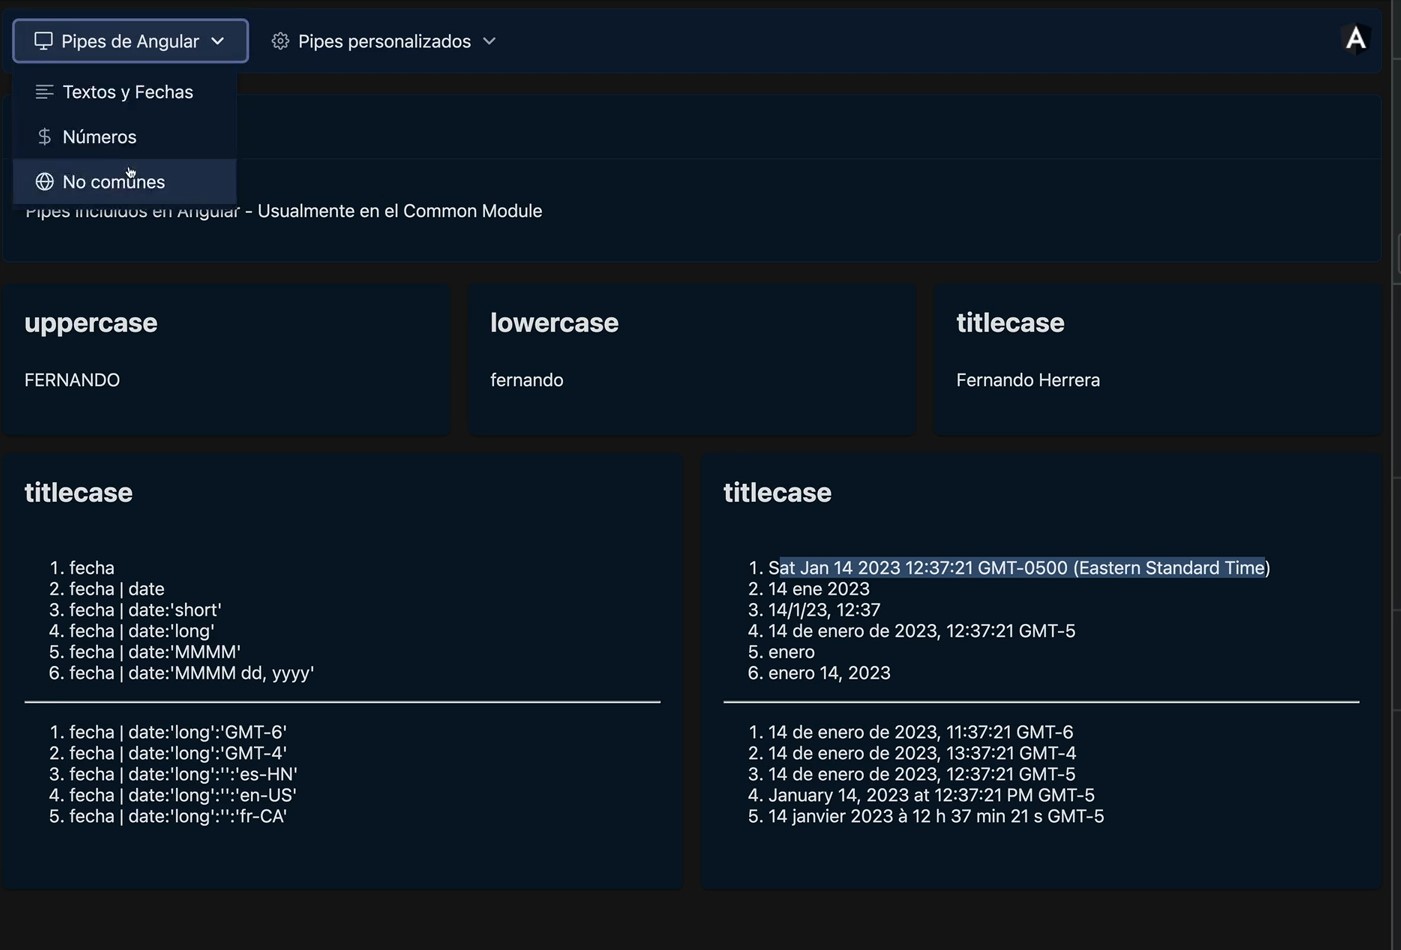 Pipes de Angular
Pipes personalizados
Textos y Fechas
Números
No comunes
Pipes incluidos en Angular - Usualmente en el Common Module
uppercase
FERNANDO
lowercase
fernando
titlecase
Fernando Herrera
titlecase
1. fecha
2. fecha | date
3. fecha | date:'short'
4. fecha | date:'long'
5. fecha | date:'MMMM'
6. fecha | date:'MMMM dd, yyyy'
1. fecha | date:'long':'GMT-6'
2. fecha | date:'long':'GMT-4'
3. fecha | date:'long':'':'es-HN'
4. fecha | date:'long':'':'en-US'
5. fecha | date:'long':'':'fr-CA'
titlecase
1. Sat Jan 14 2023 12:37:21 GMT-0500 (Eastern Standard Time)
2. 14 ene 2023
3. 14/1/23, 12:37
4. 14 de enero de 2023, 12:37:21 GMT-5
5. enero
6. enero 14, 2023
1. 14 de enero de 2023, 11:37:21 GMT-6
2. 14 de enero de 2023, 13:37:21 GMT-4
3. 14 de enero de 2023, 12:37:21 GMT-5
4. January 14, 2023 at 12:37:21 PM GMT-5
5. 14 janvier 2023 à 12 h 37 min 21 s GMT-5